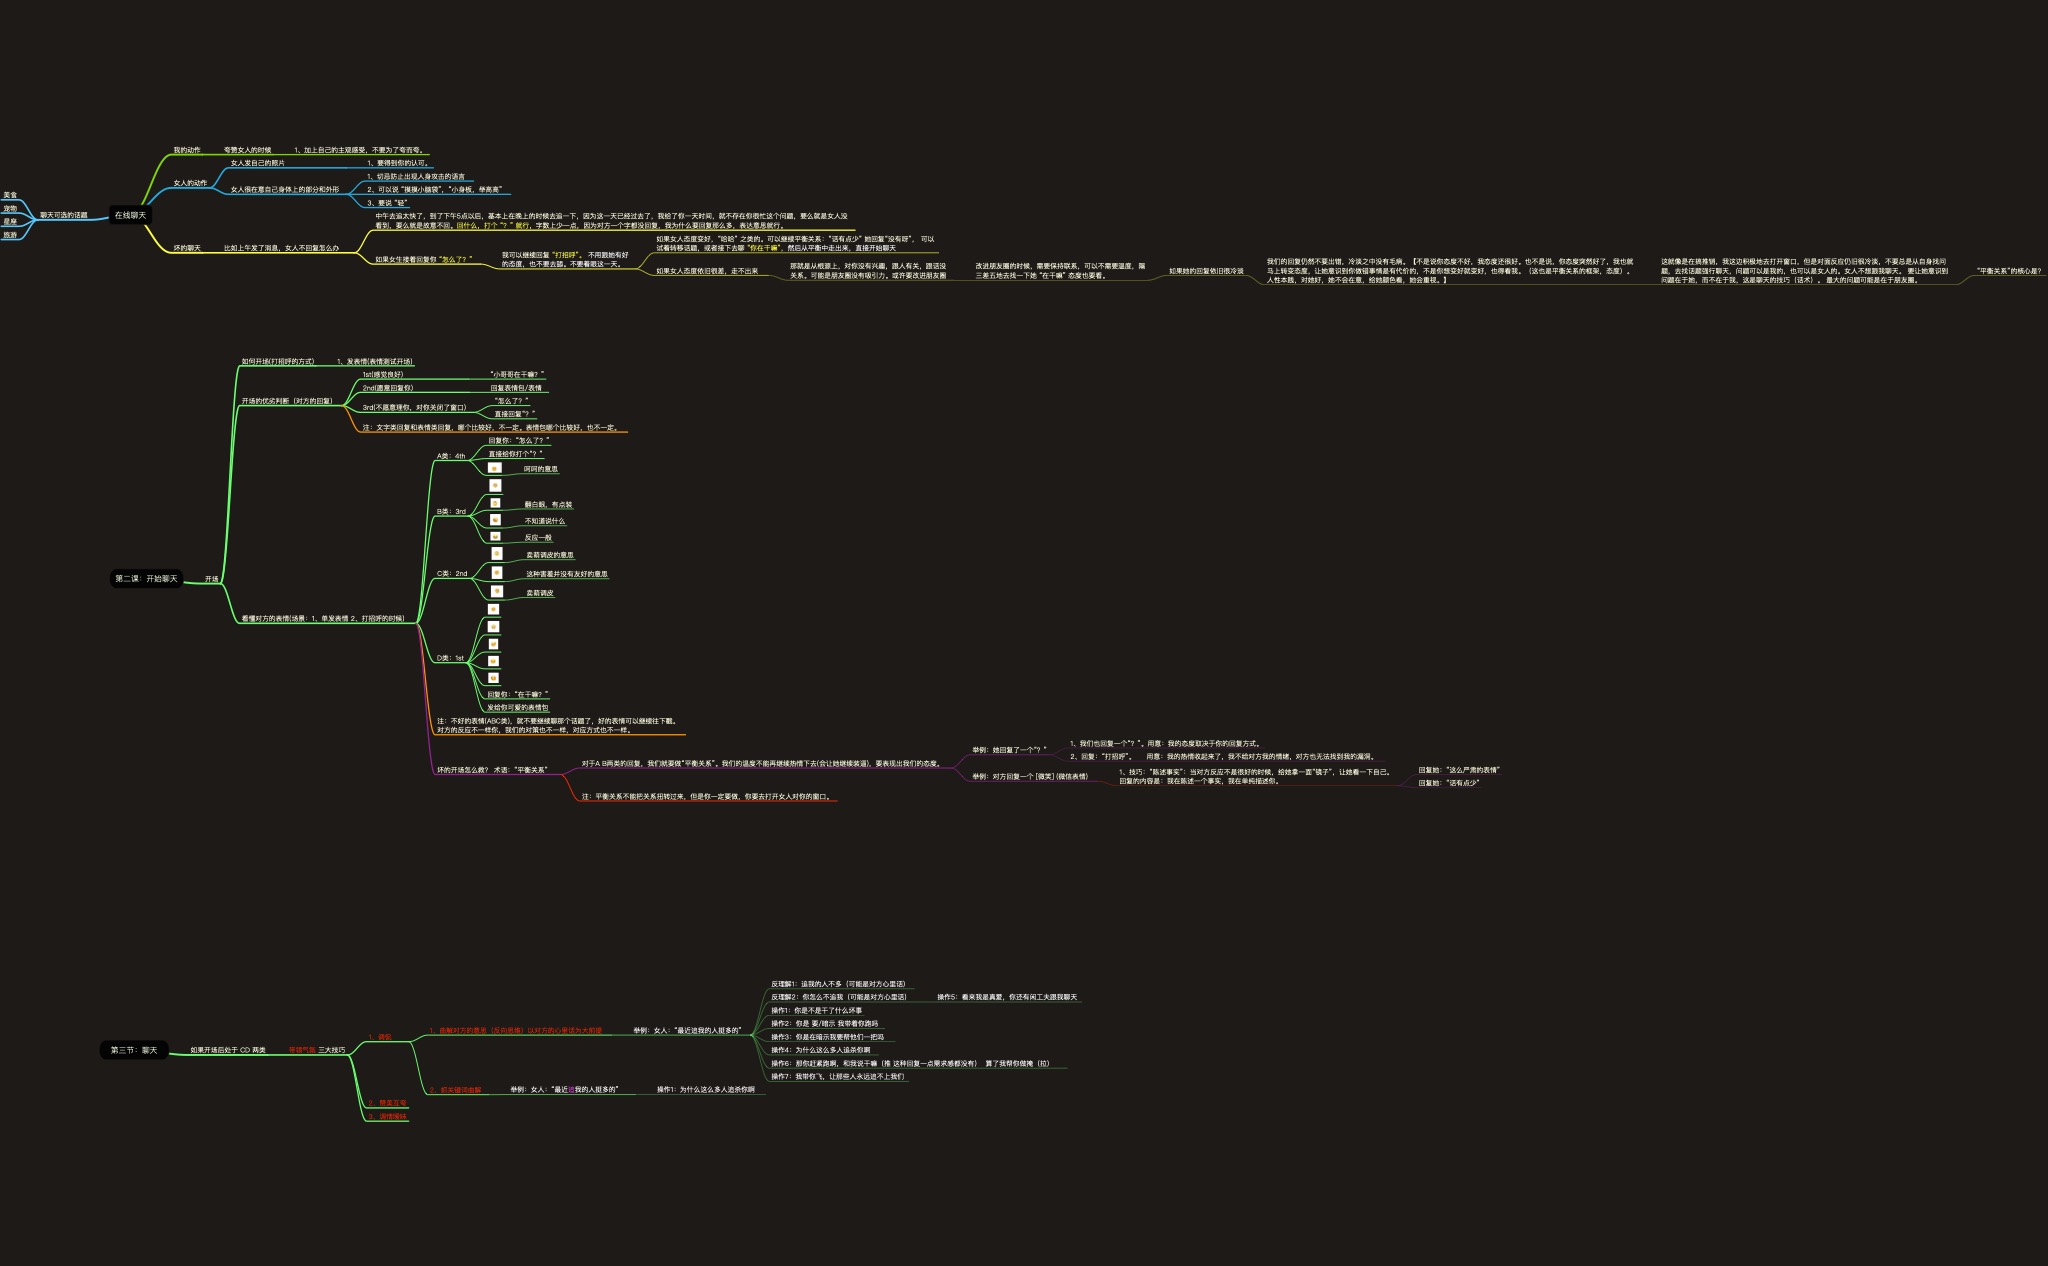 美食
宠物
星座
旅游
聊天可选的话题
在线聊天
我的动作
夸赞女人的时候
1、加上自己的主观感受，不要为了夸而夸。
女人的动作
女人发自己的照片
1、要得到你的认可。
女人很在意自己身体上的部分和外形
1、切忌防止出现人身攻击的语言
2、可以说“摸摸小脑袋”，“小身板，举高高”
3、要说“轻”
坏的聊天
比如上午发了消息，女人不回复怎么办
中午去追太快了，到了下午5点以后，基本上在晚上的时候去追一下，因为这一天已经过去了，我给了你一天时间，就不存在你很忙这个问题，要么就是女人没
看到，要么就是故意不回。回什么，打个“？”就行，字数上少一点，因为对方一个字都没回复，我为什么要回复那么多，表达意思就行。
如果女生接着回复你“怎么了？”
我可以继续回复“打招呼”。不用跟她有好
的态度，也不要去舔。不要看眼这一天。
如果女人态度变好，“哈哈”之类的。可以继续平衡关系：“话有点少” 她回复“没有呀”， 可以
试着转移话题，或者接下去聊 “你在干嘛”，然后从平衡中走出来，直接开始聊天
如果女人态度依旧很差，走不出来
那就是从根源上，对你没有兴趣，跟人有关，跟话没
关系。可能是朋友圈没有吸引力。或许要改进朋友圈
改进朋友圈的时候，需要保持联系，可以不需要温度，隔
三差五地去找一下她“在干嘛”态度也要看。
如果她的回复依旧很冷淡
我们的回复仍然不要出错，冷淡之中没有毛病。【不是说你态度不好，我态度还很好。也不是说，你态度突然好了，我也就
马上转变态度，让她意识到你做错事情是有代价的，不是你想变好就变好，也得看我。（这也是平衡关系的框架，态度）。
人性本贱，对她好，她不会在意，给她颜色看，她会重视。】
这就像是在搞推销，我这边积极地去打开窗口，但是对面反应仍旧很冷淡，不要总是从自身找问
题，去找话题强行聊天，问题可以是我的，也可以是女人的。女人不想跟我聊天。 要让她意识到
问题在于她，而不在于我，这是聊天的技巧（话术）。 最大的问题可能是在于朋友圈。
“平衡关系”的核心是？
第二课：开始聊天
开场
如何开场(打招呼的方式)
1、发表情(表情测试开场)
开场的优劣判断（对方的回复）
1st(感觉良好)
“小哥哥在干嘛？”
2nd(愿意回复你)
回复表情包/表情
3rd(不愿意理你，对你关闭了窗口)
“怎么了？”
直接回复“？”
注：文字类回复和表情类回复，哪个比较好，不一定。表情包哪个比较好，也不一定。
看懂对方的表情(场景：1、单发表情 2、打招呼的时候)
A类：4th
回复你：“怎么了？”
直接给你打个“？”
呵呵的意思
B类：3rd
翻白眼，有点装
不知道说什么
反应一般
C类：2nd
卖萌调皮的意思
这种害羞并没有友好的意思
卖萌调皮
D类：1st
回复你：“在干嘛？”
发给你可爱的表情包
注：不好的表情(ABC类)，就不要继续聊那个话题了，好的表情可以继续往下戳。
对方的反应不一样你，我们的对策也不一样，对应方式也不一样。
坏的开场怎么救？ 术语：“平衡关系”
对于A B两类的回复，我们就要做“平衡关系”。我们的温度不能再继续热情下去(会让她继续装逼)，要表现出我们的态度。
举例：她回复了一个“？”
1、我们也回复一个“？”。用意：我的态度取决于你的回复方式。
2、回复：“打招呼”。 用意：我的热情收起来了，我不给对方我的情绪，对方也无法找到我的漏洞。
举例：对方回复一个 [微笑] (微信表情)
1、技巧：“陈述事实”：当对方反应不是很好的时候，给她拿一面“镜子”，让她看一下自己。
回复的内容是：我在陈述一个事实，我在单纯描述你。
回复她：“这么严肃的表情”
回复她：“话有点少”
注：平衡关系不能把关系扭转过来，但是你一定要做，你要去打开女人对你的窗口。
第三节：聊天
如果开场后处于 CD 两类
带领气氛 三大技巧
1、调侃
1、曲解对方的意思（反向思维）以对方的心里话为大前提
举例：女人：“最近追我的人挺多的”
反理解1：追我的人不多（可能是对方心里话）
反理解2：你怎么不追我（可能是对方心里话）
操作5：看来我是真爱，你还有闲工夫跟我聊天
操作1：你是不是干了什么坏事
操作2：你是 要/暗示 我带着你跑吗
操作3：你是在暗示我要帮他们一把吗
操作4：为什么这么多人追杀你啊
操作6：那你赶紧跑啊，和我说干嘛（推 这种回复一点需求感都没有） 算了我帮你做掩（拉）
操作7：我带你飞，让那些人永远追不上我们
2、抓关键词曲解
举例：女人：“最近追我的人挺多的”
操作1：为什么这么多人追杀你啊
2、赞美互夸
3、调情暧昧